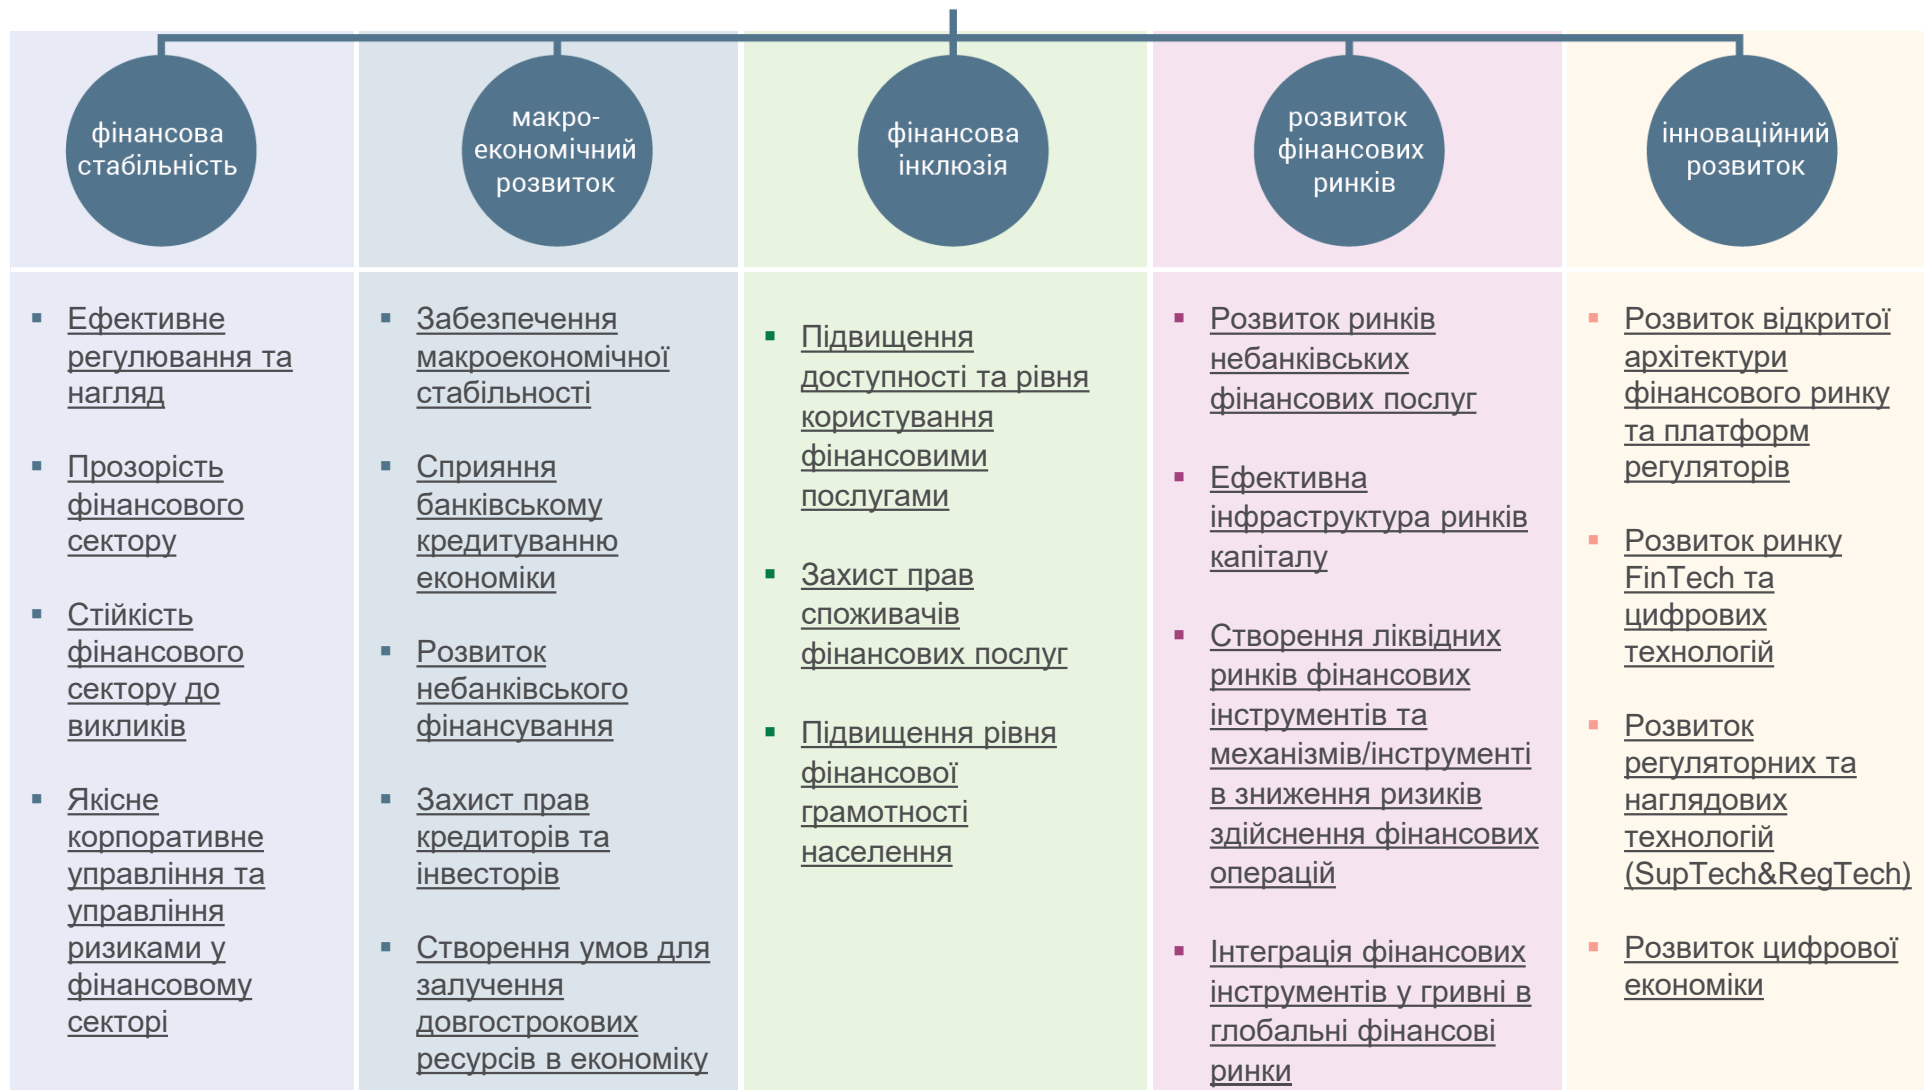 фінансова
стабільність
макро-
економічний
розвиток
фінансова
інклюзія
розвиток
фінансових
ринків
інноваційний
розвиток
▪ Ефективне
регулювання та
нагляд
▪ Прозорість
фінансового
сектору
▪ Стійкість
фінансового
сектору до
викликів
▪ Якісне
корпоративне
управління та
управління
ризиками у
фінансовому
секторі
▪ Забезпечення
макроекономічної
стабільності
▪ Сприяння
банківському
кредитуванню
економіки
▪ Розвиток
небанківського
фінансування
▪ Захист прав
кредиторів та
інвесторів
▪ Створення умов для
залучення
довгострокових
ресурсів в економіку
▪ Підвищення
доступності та рівня
користування
фінансовими
послугами
▪ Захист прав
споживачів
фінансових послуг
▪ Підвищення рівня
фінансової
грамотності
населення
▪ Розвиток ринків
небанківських
фінансових послуг
▪ Ефективна
інфраструктура ринків
капіталу
▪ Створення ліквідних
ринків фінансових
інструментів та
механізмів/інструменті
в зниження ризиків
здійснення фінансових
операцій
▪ Інтеграція фінансових
інструментів у гривні в
глобальні фінансові
ринки
▪ Розвиток відкритої
архітектури
фінансового ринку
та платформ
регуляторів
▪ Розвиток ринку
FinTech та
цифрових
технологій
▪ Розвиток
регуляторних та
наглядових
технологій
(SupTech&RegTech)
▪ Розвиток цифрової
економіки